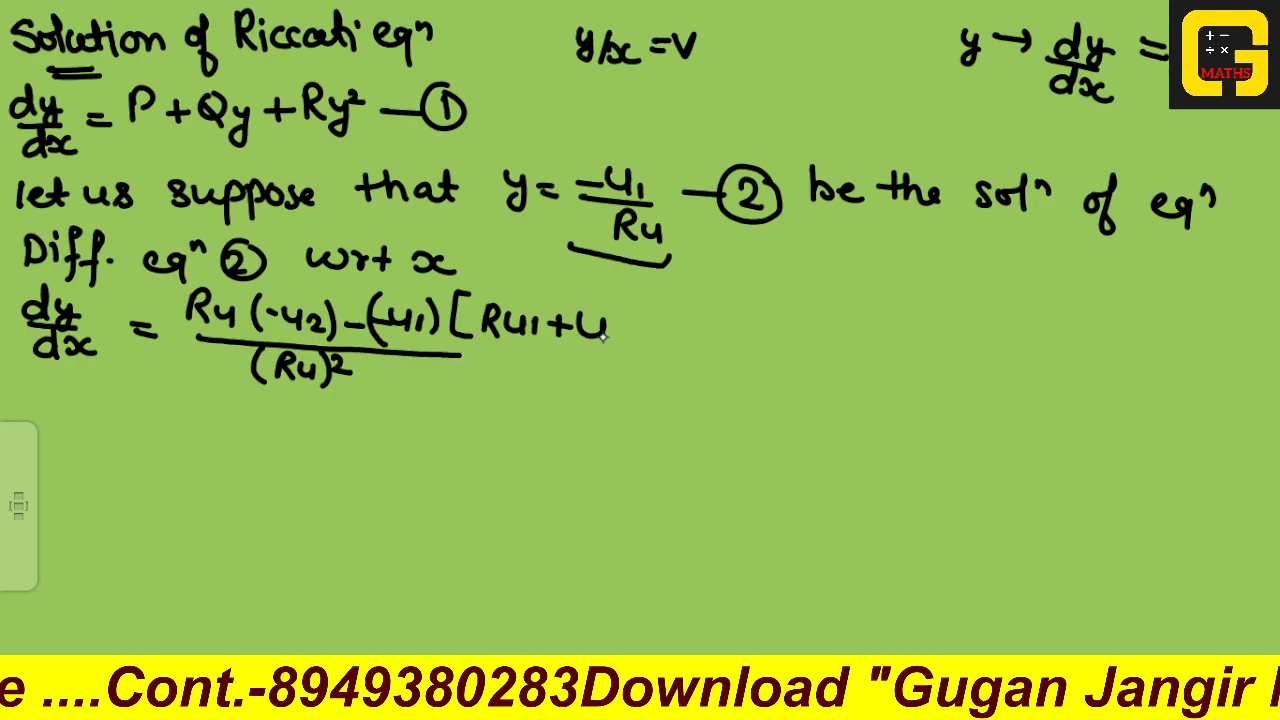 Solution of Riccati eqⁿ y/x = v y → dy/dx =
+ −
÷ ×
MATHS
dy/dx = P + Qy + Ry² — ①
let us suppose that y = -u₁/Ru — ② be the solⁿ of eqⁿ
Diff. eqⁿ ② wrt x
dy/dx = Ru(-u₂) - (-u₁) [Ru₁ + u / (Ru)²
e ....Cont.-8949380283Download "Gugan Jangir